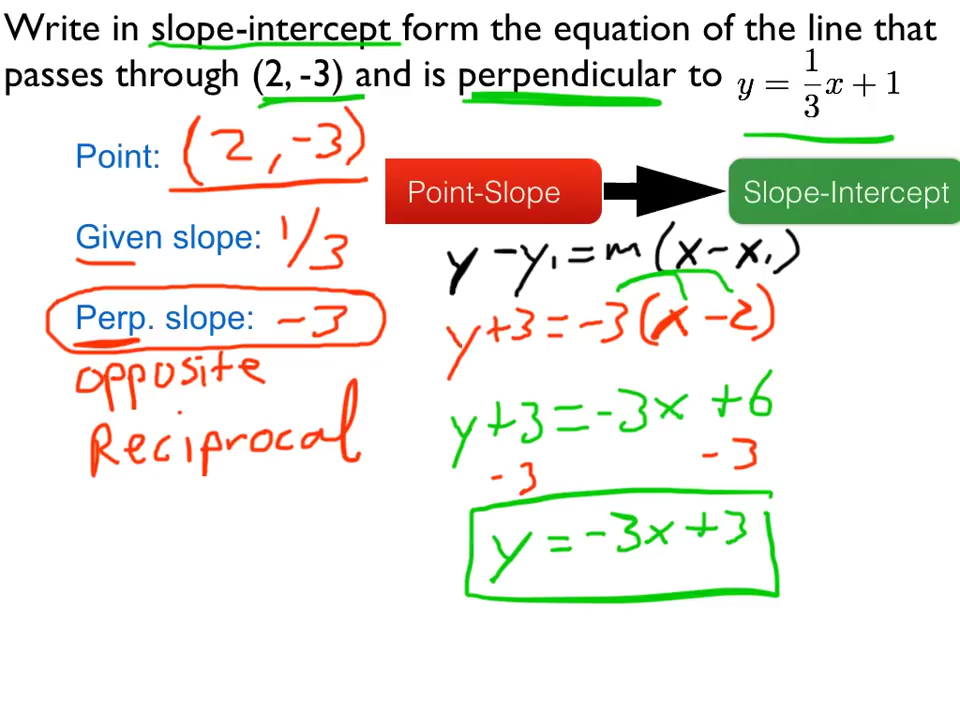 Write in slope-intercept form the equation of the line that
passes through (2, -3) and is perpendicular to y = 1/3 x + 1
Point: (2, -3)
Point-Slope
Slope-Intercept
Given slope: 1/3
Perp. slope: -3
opposite
Reciprocal
y - y₁ = m(x - x₁)
y+3 = -3(x - 2)
y+3 = -3x +6
-3 -3
y = -3x+3